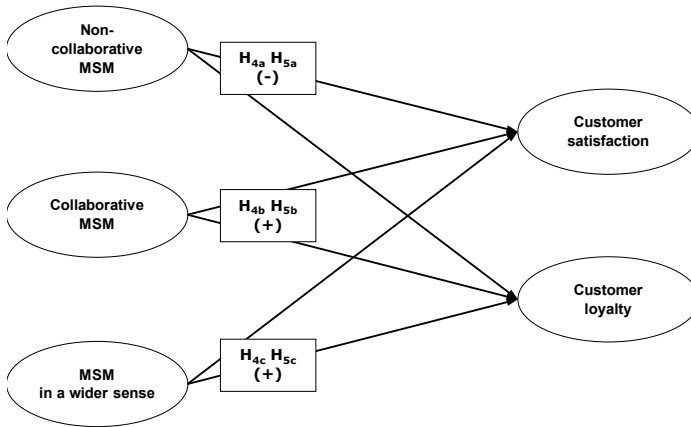 Non-
collaborative
MSM
H4a H5a
(-)
Customer
satisfaction
Collaborative
MSM
H4b H5b
(+)
Customer
loyalty
MSM
in a wider sense
H4c H5c
(+)